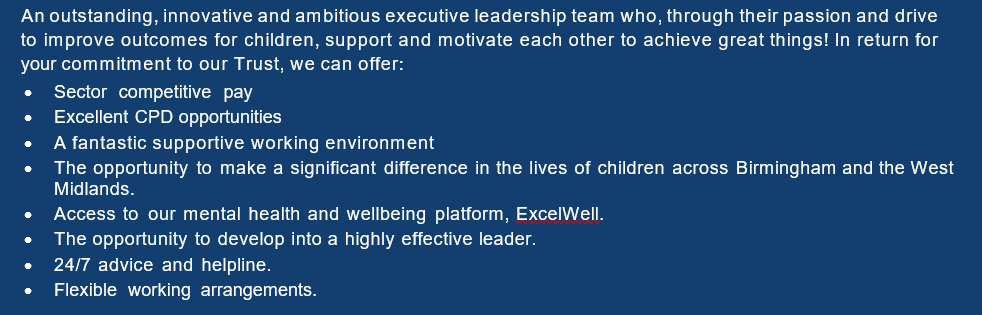 An outstanding, innovative and ambitious executive leadership team who, through their passion and drive
to improve outcomes for children, support and motivate each other to achieve great things! In return for
your commitment to our Trust, we can offer:
• Sector competitive pay
• Excellent CPD opportunities
• A fantastic supportive working environment
• The opportunity to make a significant difference in the lives of children across Birmingham and the West
Midlands.
• Access to our mental health and wellbeing platform, ExcelWell.
• The opportunity to develop into a highly effective leader.
• 24/7 advice and helpline.
• Flexible working arrangements.